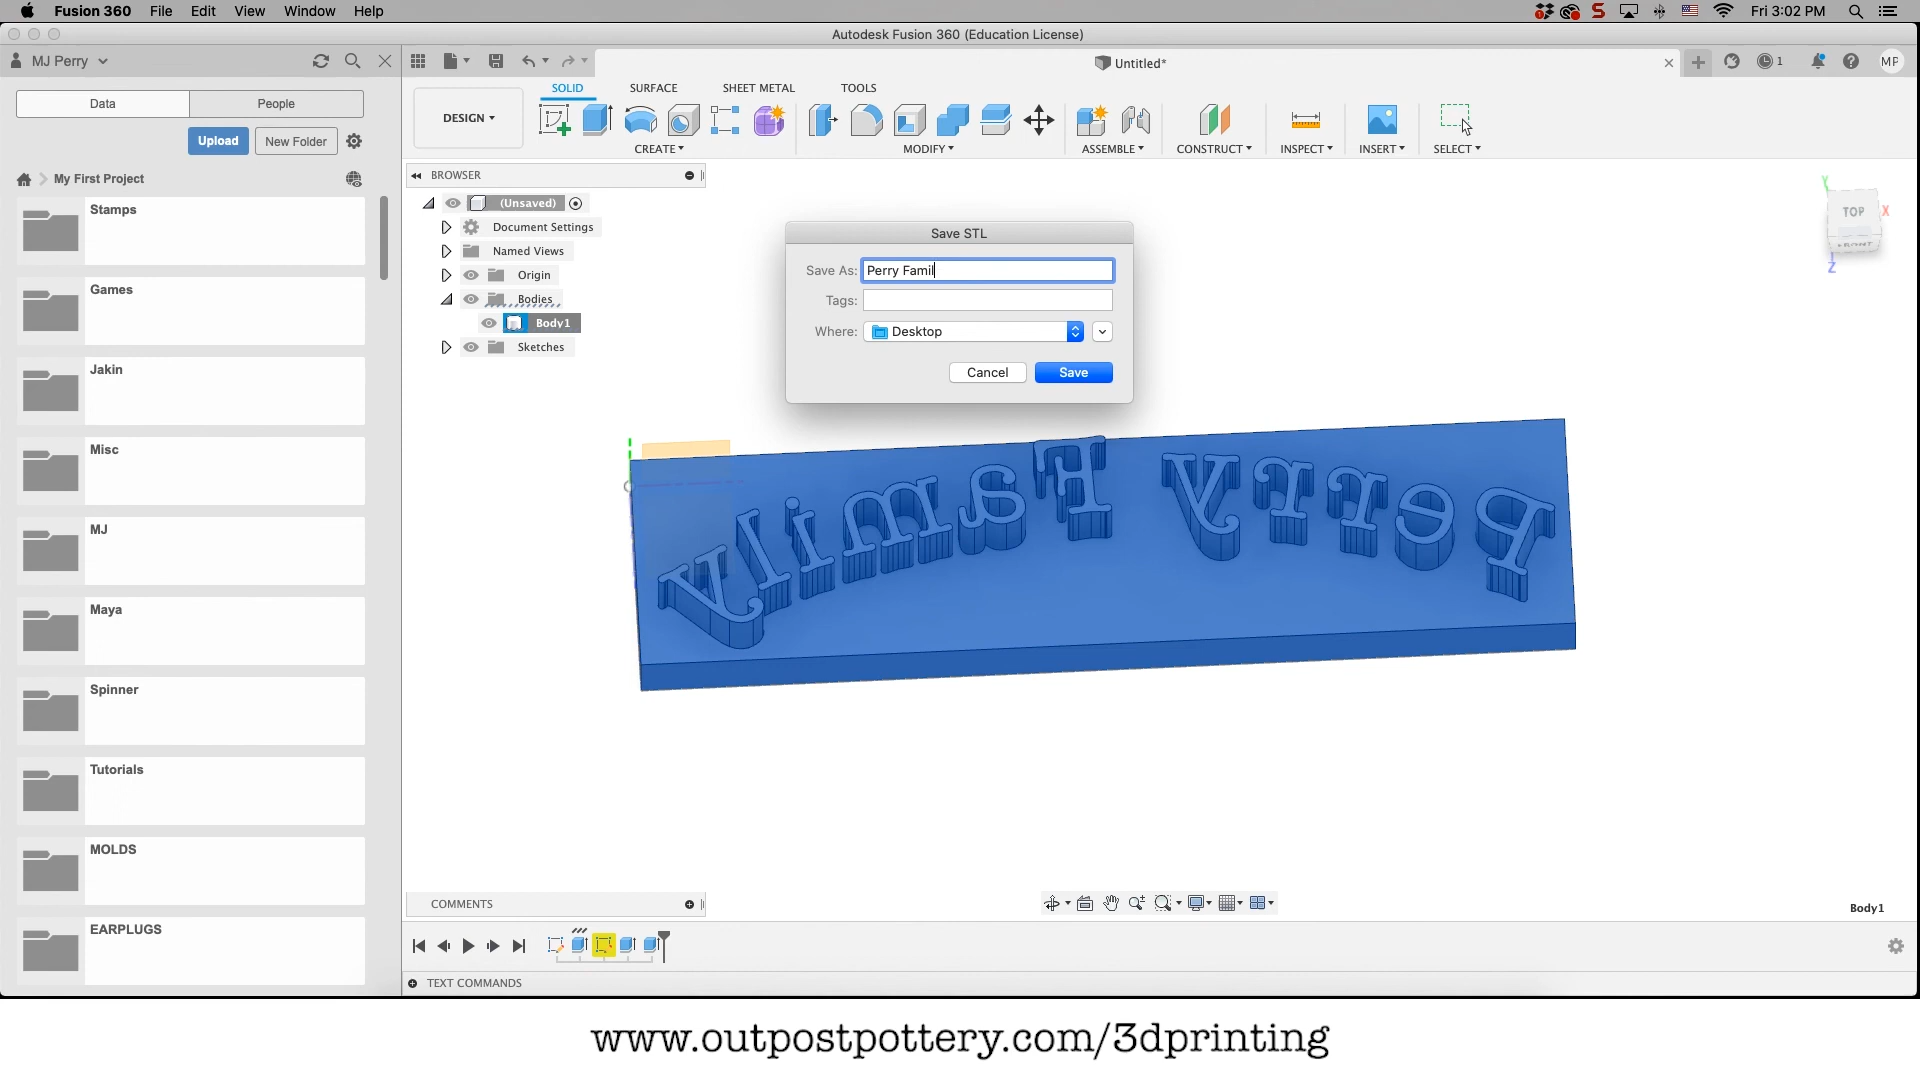 Fusion 360 File Edit View Window Help Fri 3:02 PM
Autodesk Fusion 360 (Education License)
MJ Perry
Untitled*
1
MP
Data People
Upload New Folder
My First Project
Stamps
Games
Jakin
Misc
MJ
Maya
Spinner
Tutorials
MOLDS
EARPLUGS
SOLID SURFACE SHEET METAL TOOLS
DESIGN
CREATE MODIFY ASSEMBLE CONSTRUCT INSPECT INSERT SELECT
BROWSER
(Unsaved)
Document Settings
Named Views
Origin
Bodies
Body1
Sketches
Save STL
Save As: Perry Famil
Tags:
Where: Desktop
Cancel Save
Y
TOP X
FRONT
Z
Perry Family
COMMENTS
Body1
TEXT COMMANDS
www.outpostpottery.com/3dprinting